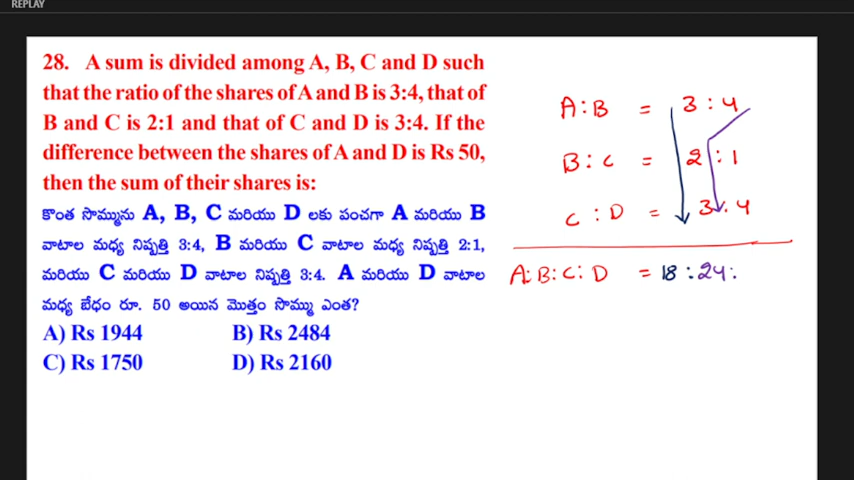 REPLAY
28. A sum is divided among A, B, C and D such
that the ratio of the shares of A and B is 3:4, that of
B and C is 2:1 and that of C and D is 3:4. If the
difference between the shares of A and D is Rs 50,
then the sum of their shares is:
కొంత సొమ్మును A, B, C మరియు D లకు పంచగా A మరియు B
వాటాల మధ్య నిష్పత్తి 3:4, B మరియు C వాటాల మధ్య నిష్పత్తి 2:1,
మరియు C మరియు D వాటాల నిష్పత్తి 3:4. A మరియు D వాటాల
మధ్య బేధం రూ. 50 అయిన మొత్తం సొమ్ము ఎంత?
A) Rs 1944 B) Rs 2484
C) Rs 1750 D) Rs 2160
A:B = 3:4
B:C = 2:1
C:D = 3:4
A:B:C:D = 18:24: